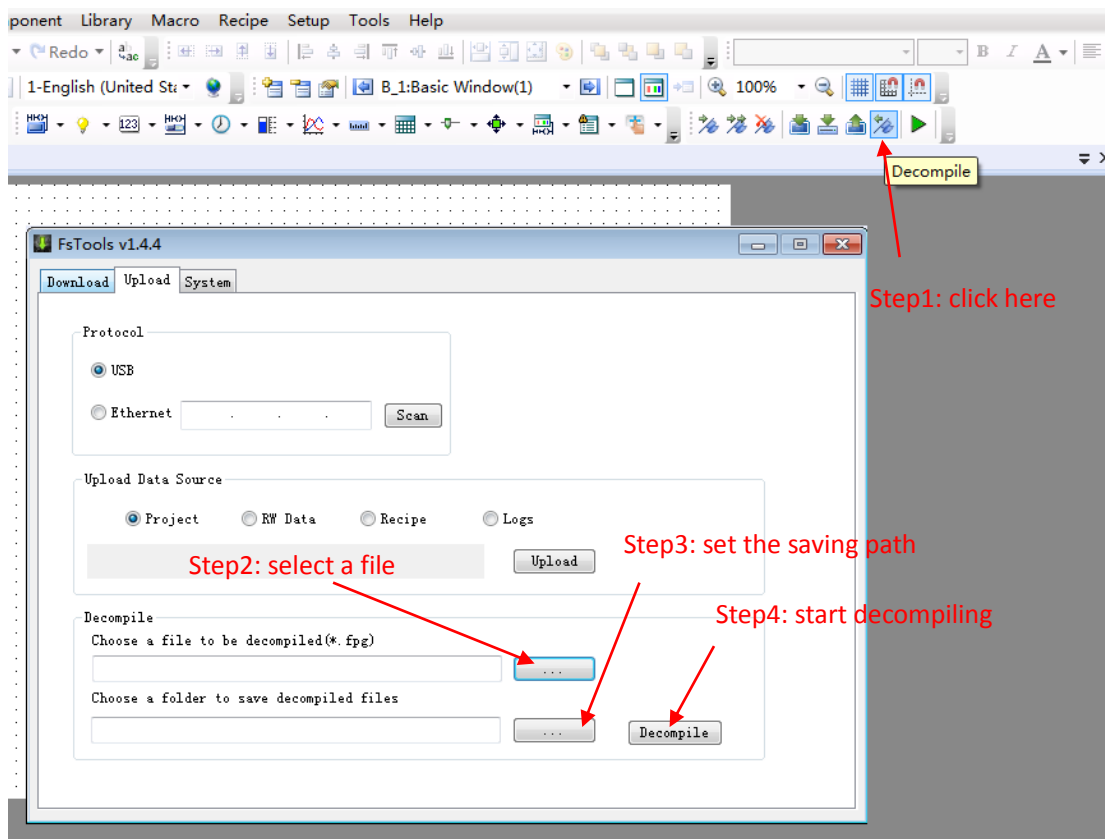 ponent Library Macro Recipe Setup Tools Help
Redo
1-English (United Sta B_1:Basic Window(1) 100%
Decompile
FsTools v1.4.4
Download Upload System
Step1: click here
Protocol
USB
Ethernet . . . Scan
Upload Data Source
Project RW Data Recipe Logs
Step3: set the saving path
Step2: select a file
Upload
Step4: start decompiling
Decompile
Choose a file to be decompiled(*.fpg)
...
Choose a folder to save decompiled files
...
Decompile